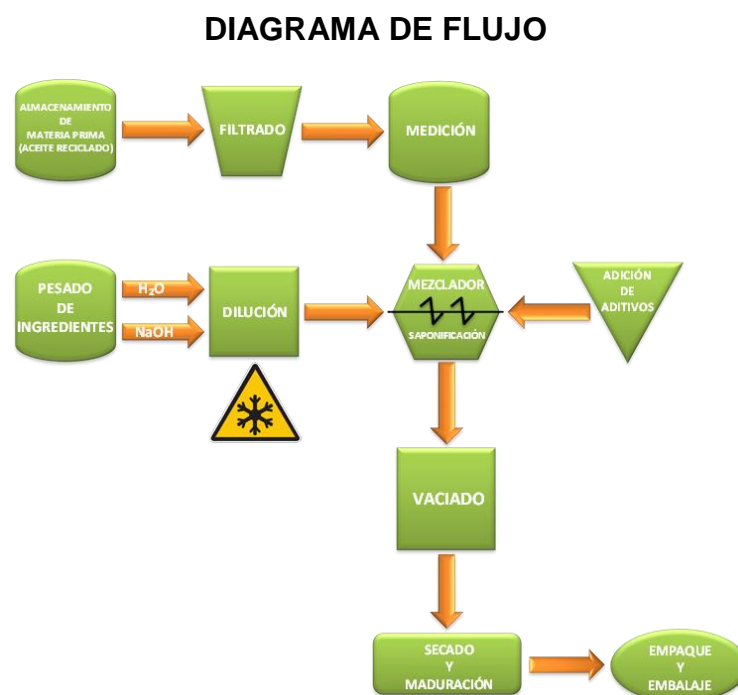 DIAGRAMA DE FLUJO
ALMACENAMIENTO
DE
MATERIA PRIMA
(ACEITE RECICLADO)
FILTRADO
MEDICIÓN
PESADO
DE
INGREDIENTES
H₂O
NaOH
DILUCIÓN
MEZCLADOR
SAPONIFICACIÓN
ADICIÓN
DE
ADITIVOS
VACIADO
SECADO
Y
MADURACIÓN
EMPAQUE
Y
EMBALAJE